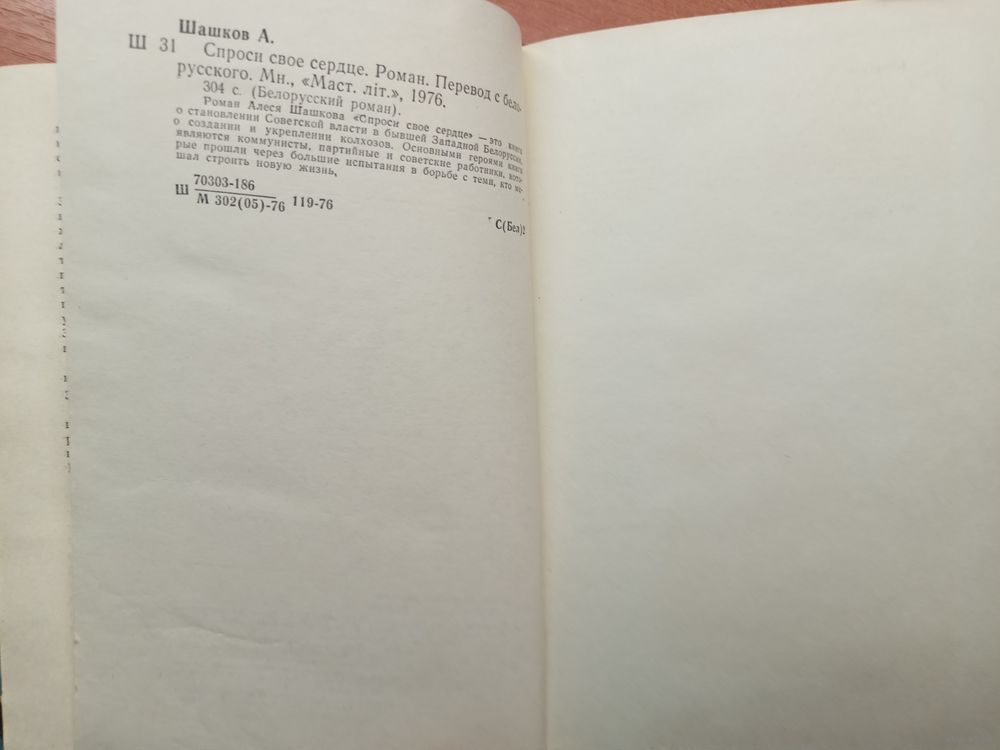 Шашков А.
Ш 31 Спроси свое сердце. Роман. Перевод с бело-
русского. Мн., «Маст. літ.», 1976.
304 с. (Белорусский роман).
Роман Алеся Шашкова «Спроси свое сердце» — это книга
о становлении Советской власти в бывшей Западной Белоруссии,
о создании и укреплении колхозов. Основными героями книги
являются коммунисты, партийные и советские работники, кото-
рые прошли через большие испытания в борьбе с теми, кто ме-
шал строить новую жизнь,
Ш 70303-186
М 302(05)-76 119-76
С(Бел)2